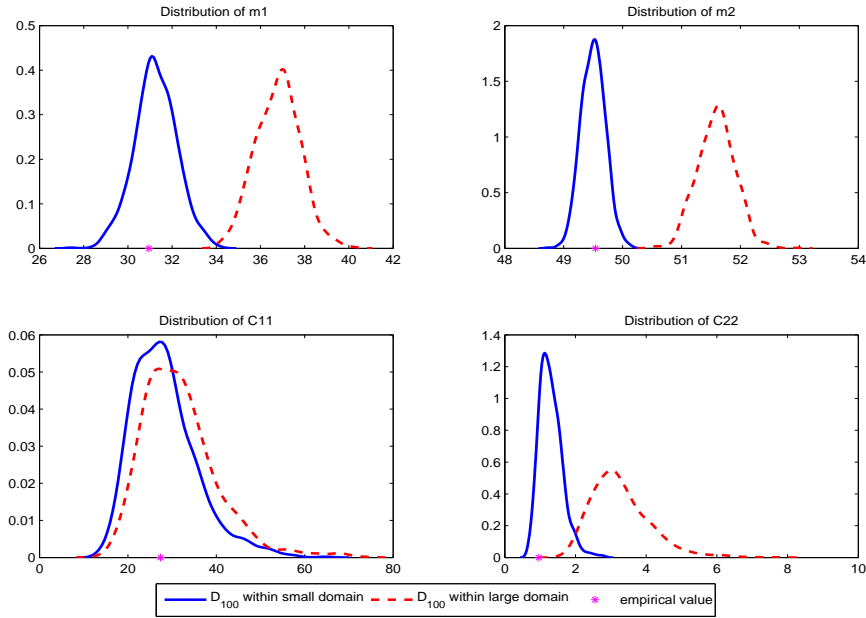 Distribution of m1
0.5
0.4
0.3
0.2
0.1
0
26 28 30 32 34 36 38 40 42
Distribution of m2
2
1.5
1
0.5
0
48 49 50 51 52 53 54
Distribution of C11
0.06
0.05
0.04
0.03
0.02
0.01
0
0 20 40 60 80
Distribution of C22
1.4
1.2
1
0.8
0.6
0.4
0.2
0
0 2 4 6 8 10
D100 within small domain D100 within large domain empirical value